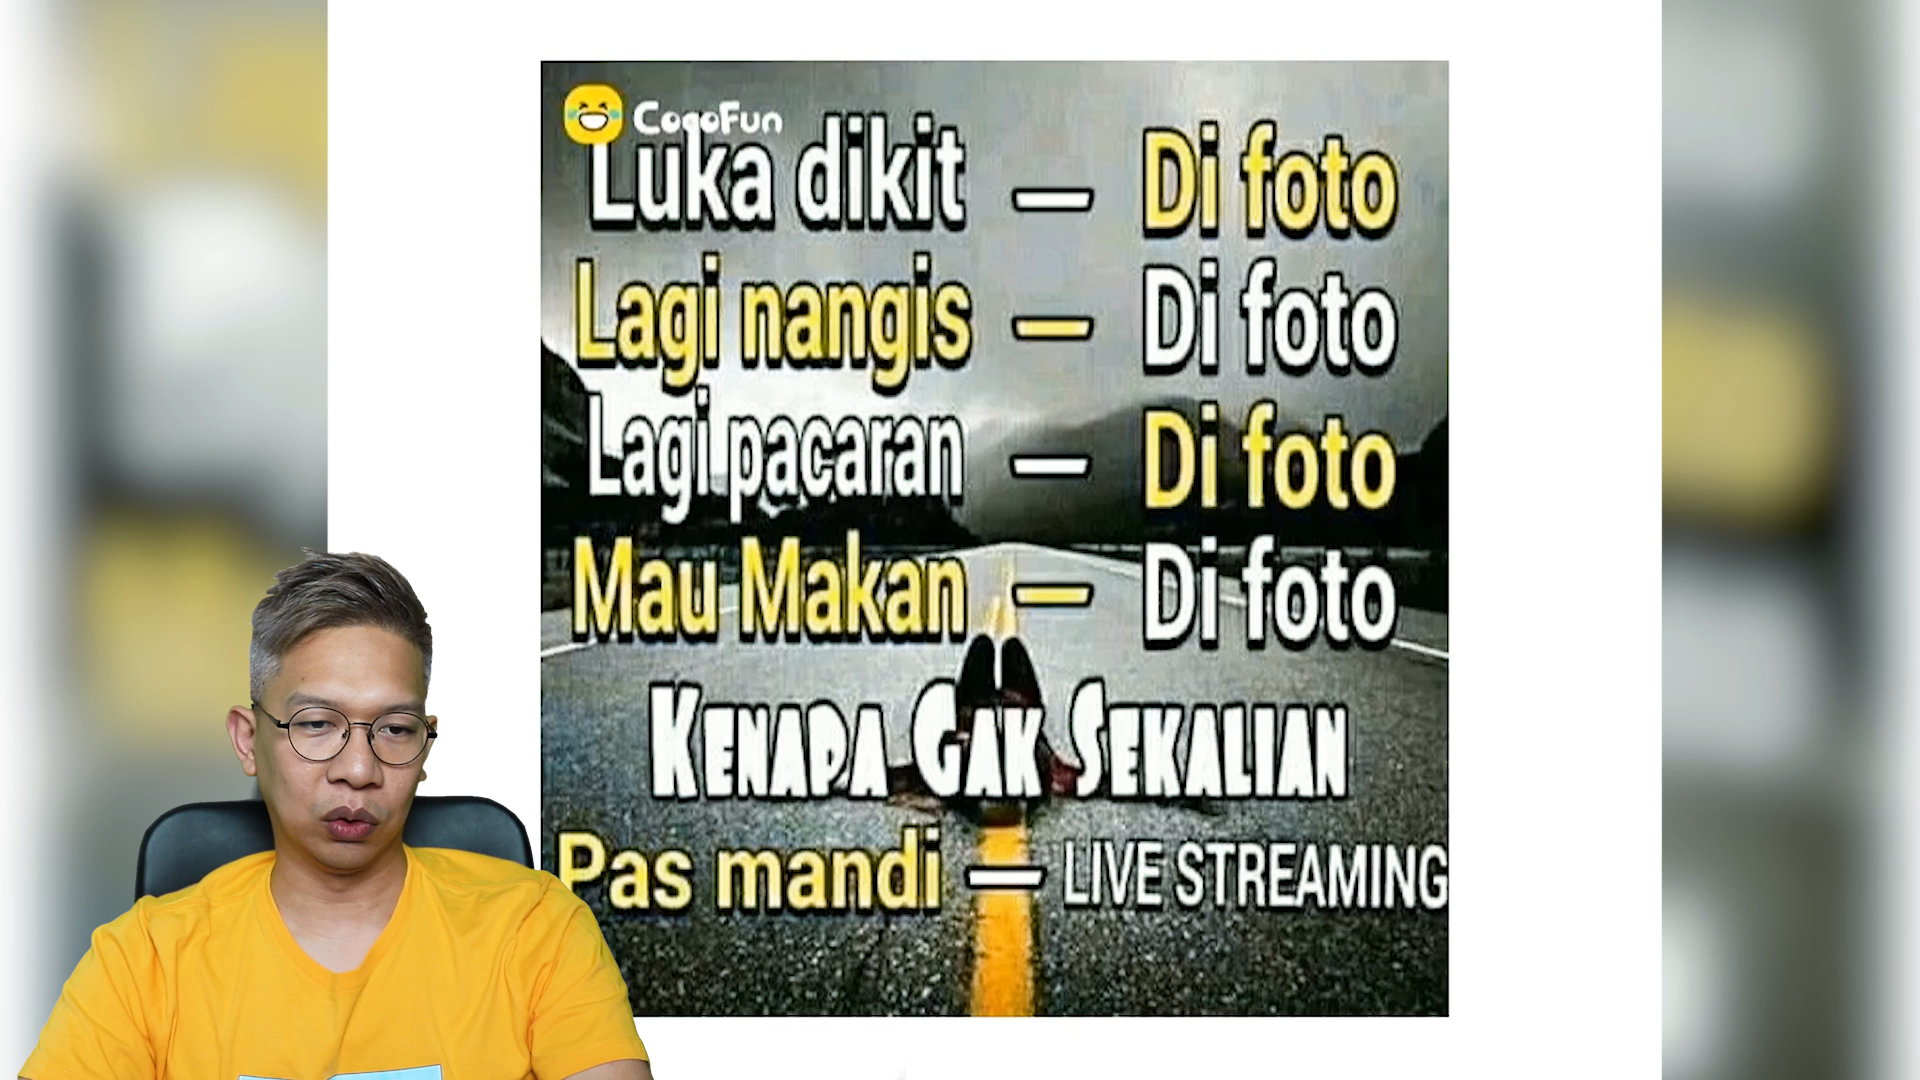 CocoFun
Luka dikit — Di foto
Lagi nangis — Di foto
Lagi pacaran — Di foto
Mau Makan — Di foto
KENAPA GAK SEKALIAN
Pas mandi — LIVE STREAMING